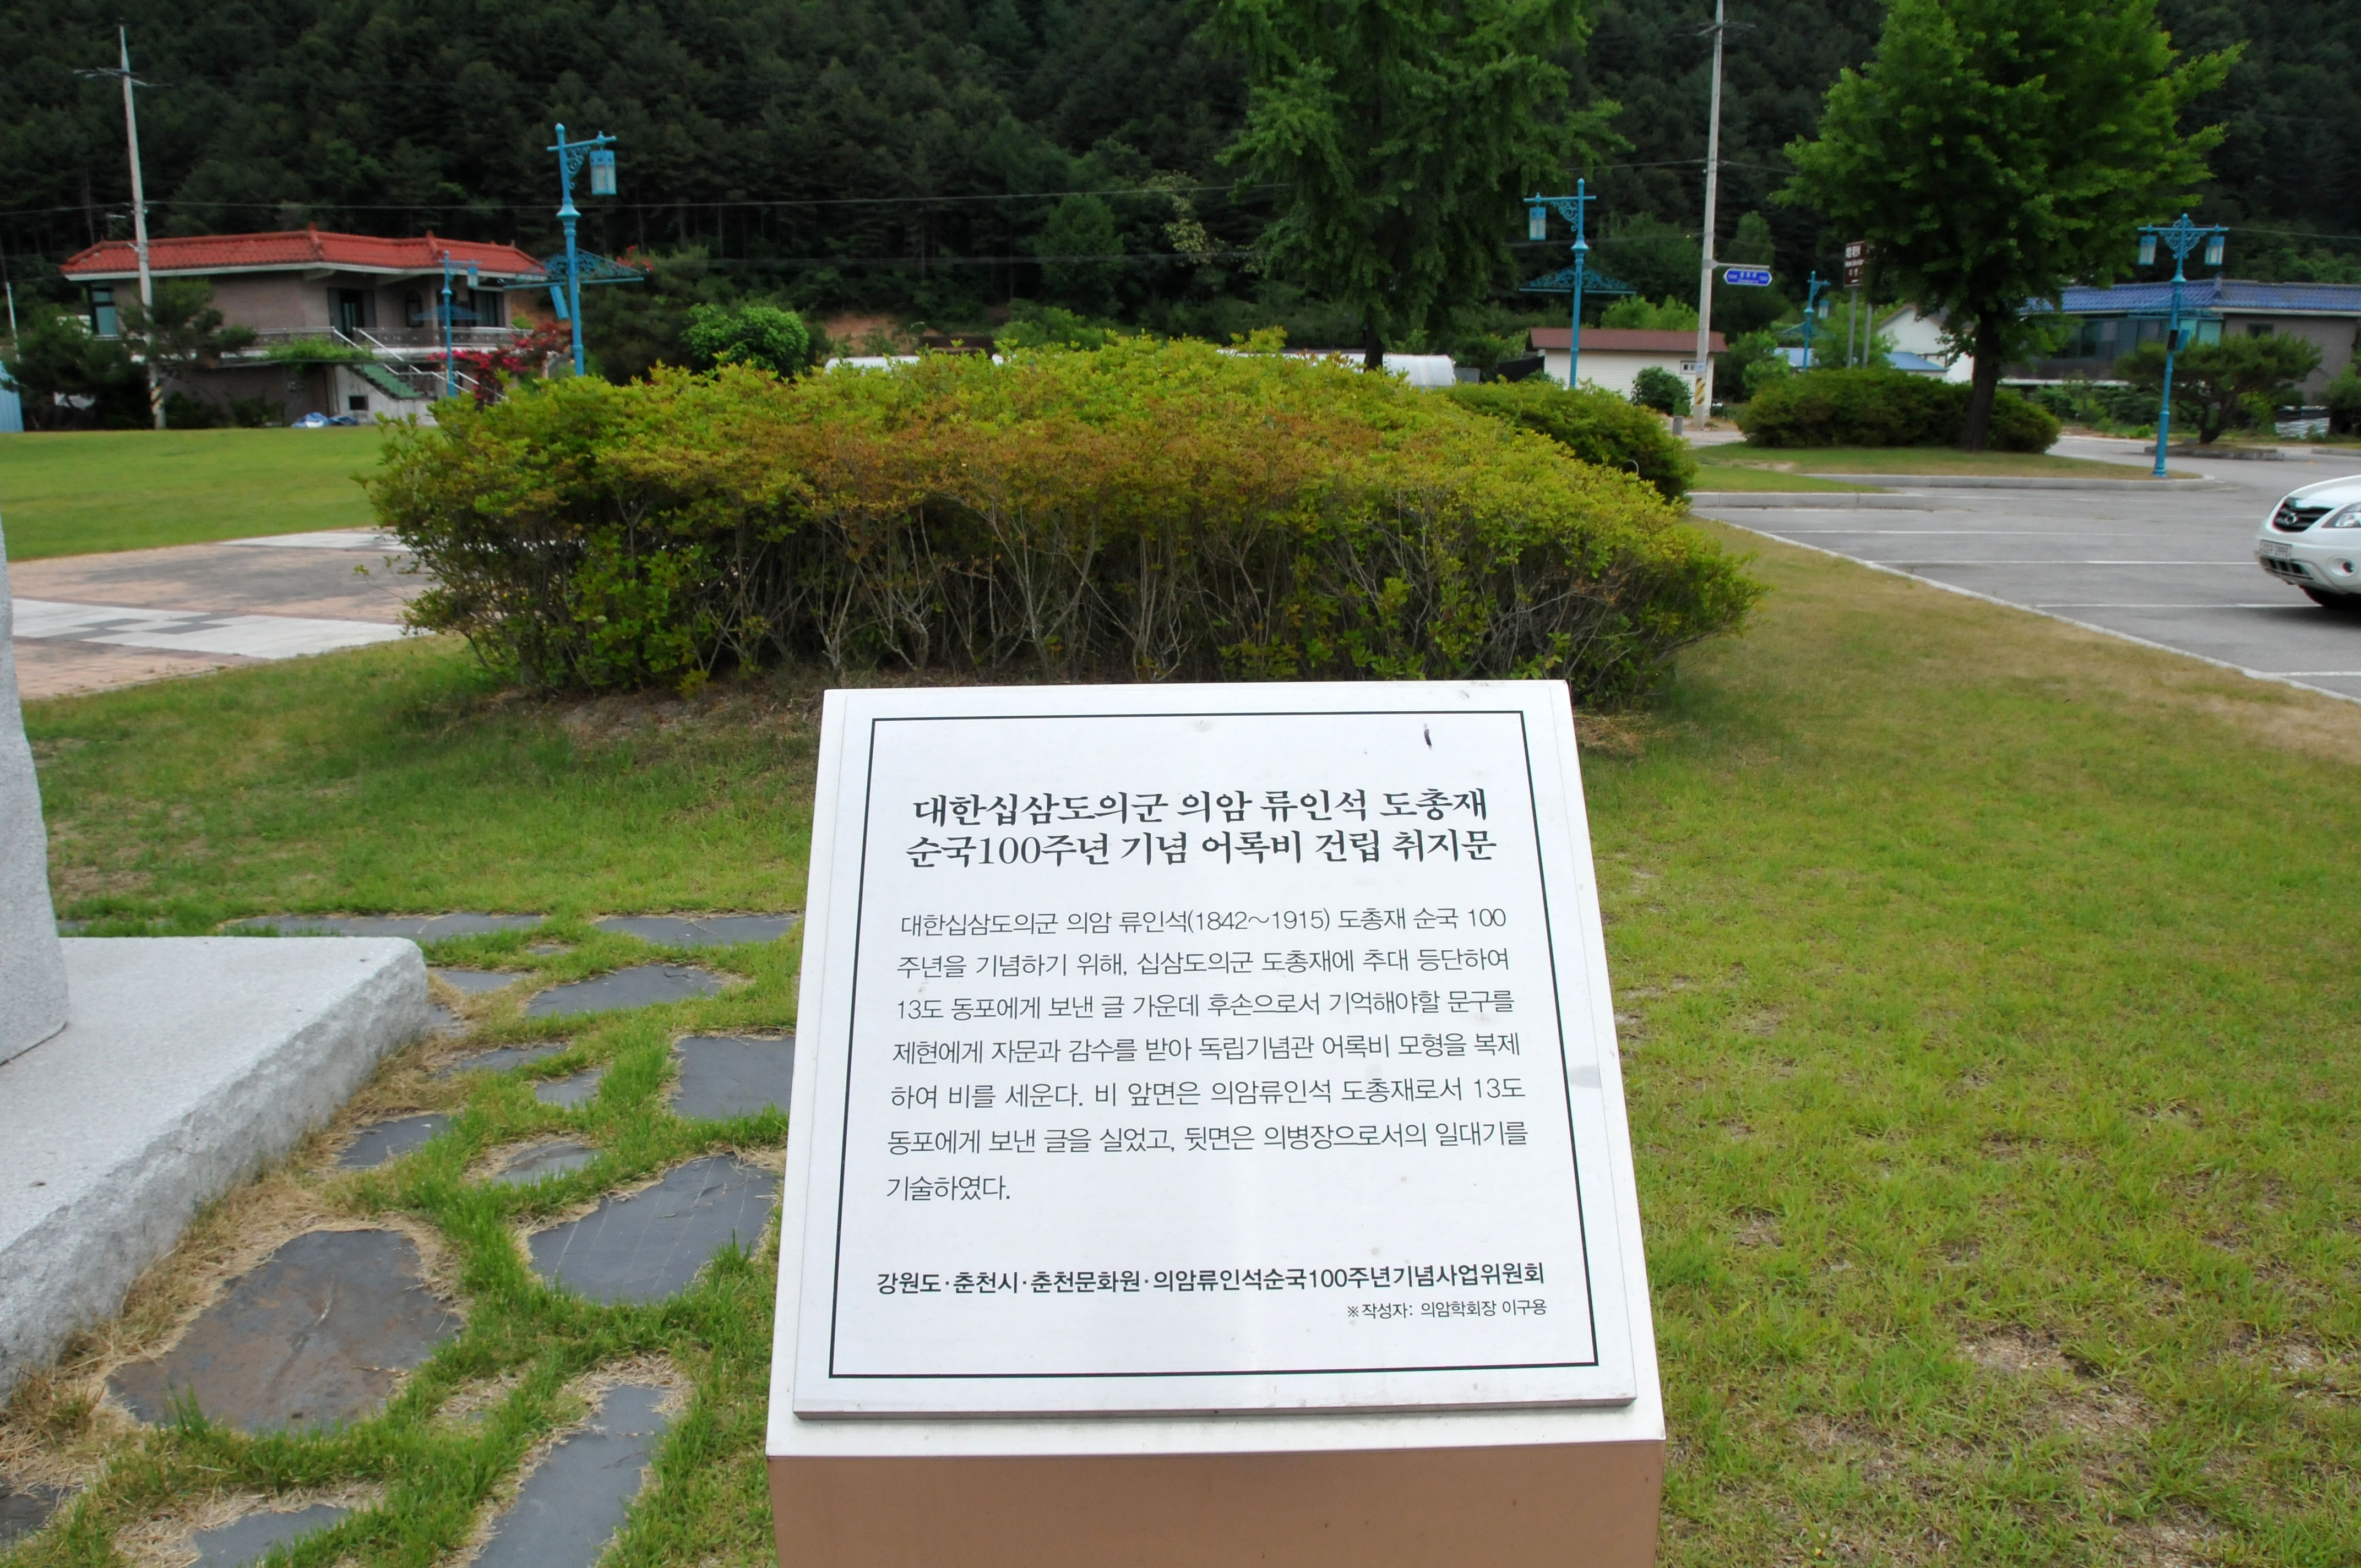 대한십삼도의군 의암 류인석 도총재
순국100주년 기념 어록비 건립 취지문
대한십삼도의군 의암 류인석(1842~1915) 도총재 순국 100
주년을 기념하기 위해, 십삼도의군 도총재에 추대 등단하여
13도 동포에게 보낸 글 가운데 후손으로서 기억해야할 문구를
제현에게 자문과 감수를 받아 독립기념관 어록비 모형을 복제
하여 비를 세운다. 비 앞면은 의암류인석 도총재로서 13도
동포에게 보낸 글을 실었고, 뒷면은 의병장으로서의 일대기를
기술하였다.
강원도·춘천시·춘천문화원·의암류인석순국100주년기념사업위원회
※작성자: 의암학회장 이구용